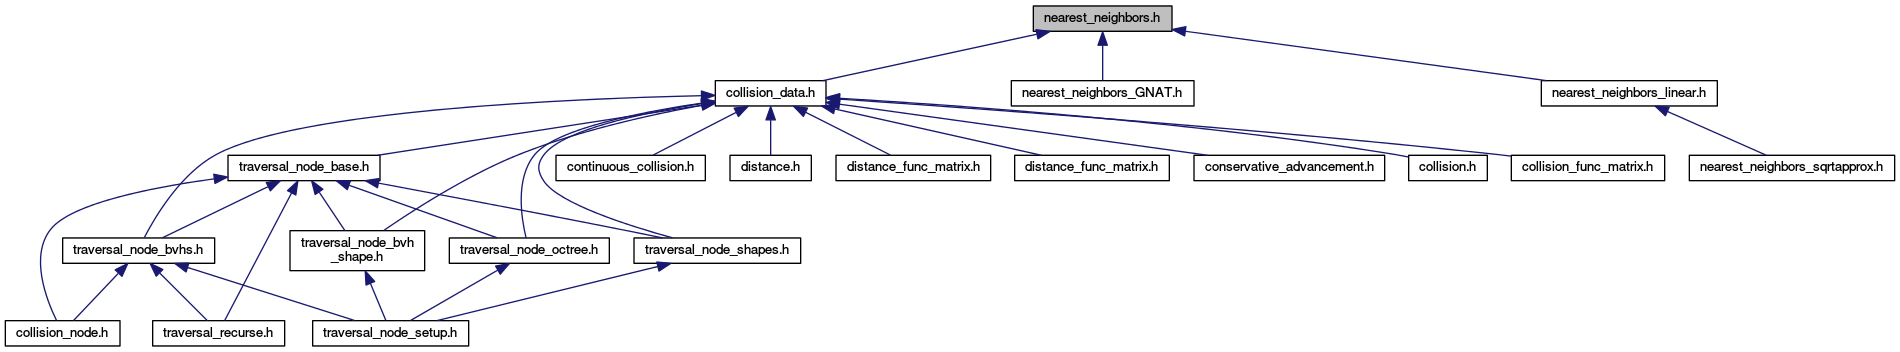 nearest_neighbors.h
collision_data.h
nearest_neighbors_GNAT.h
nearest_neighbors_linear.h
traversal_node_base.h
continuous_collision.h
distance.h
distance_func_matrix.h
distance_func_matrix.h
conservative_advancement.h
collision.h
collision_func_matrix.h
nearest_neighbors_sqrtapprox.h
traversal_node_bvhs.h
traversal_node_bvh
_shape.h
traversal_node_octree.h
traversal_node_shapes.h
collision_node.h
traversal_recurse.h
traversal_node_setup.h